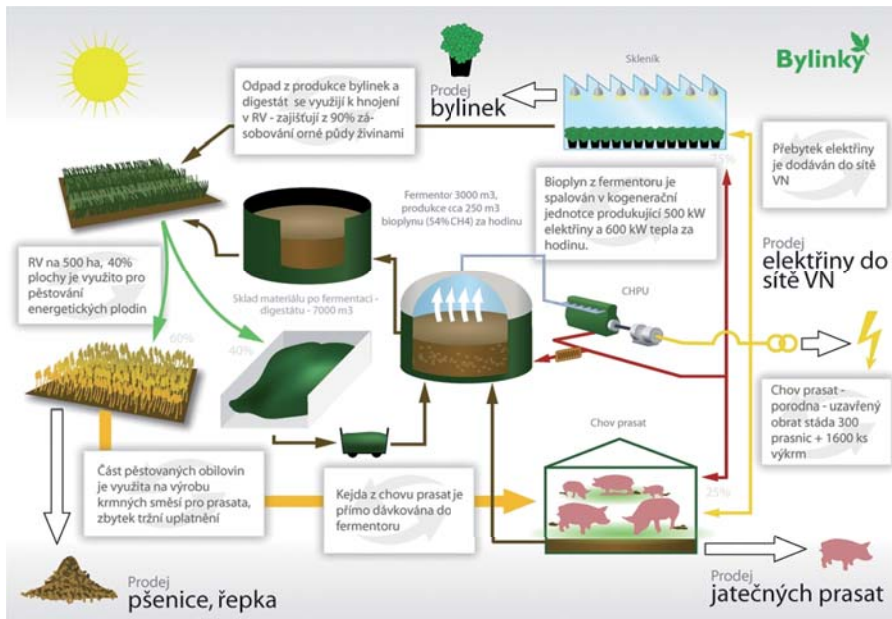 Bylinky
Skleník
Prodej
bylinek
Odpad z produkce bylinek a
digestát se využijí k hnojení
v RV - zajišťují z 90% zá-
sobování orné půdy živinami
75%
Přebytek elektřiny
je dodáván do sítě
VN
Fermentor 3000 m3,
produkce cca 250 m3
bioplynu (54% CH4) za hodinu
Bioplyn z fermentoru je
spalován v kogenerační
jednotce produkující 500 kW
elektřiny a 600 kW tepla za
hodinu.
Prodej
elektřiny do
sítě VN
RV na 500 ha, 40%
plochy je využito pro
pěstování
energetických plodin
Sklad materiálu po fermentaci -
digestátu - 7000 m3
CHPU
60%
40%
Chov prasat -
porodna - uzavřený
obrat stáda 300
prasnic + 1600 ks
výkrm
Chov prasat
25%
Část pěstovaných obilovin
je využita na výrobu
krmných směsí pro prasata,
zbytek tržní uplatnění
Kejda z chovu prasat je
přímo dávkována do
fermentoru
Prodej
pšenice, řepka
Prodej
jatečných prasat